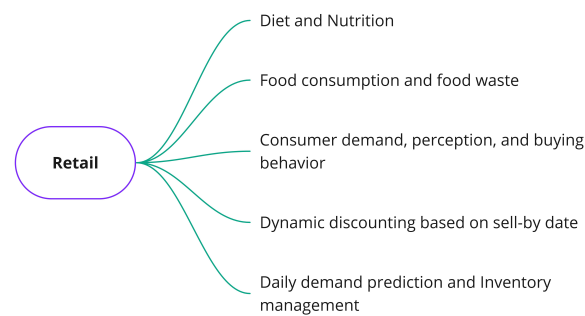 Diet and Nutrition
Food consumption and food waste
Consumer demand, perception, and buying
behavior
Retail
Dynamic discounting based on sell-by date
Daily demand prediction and Inventory
management